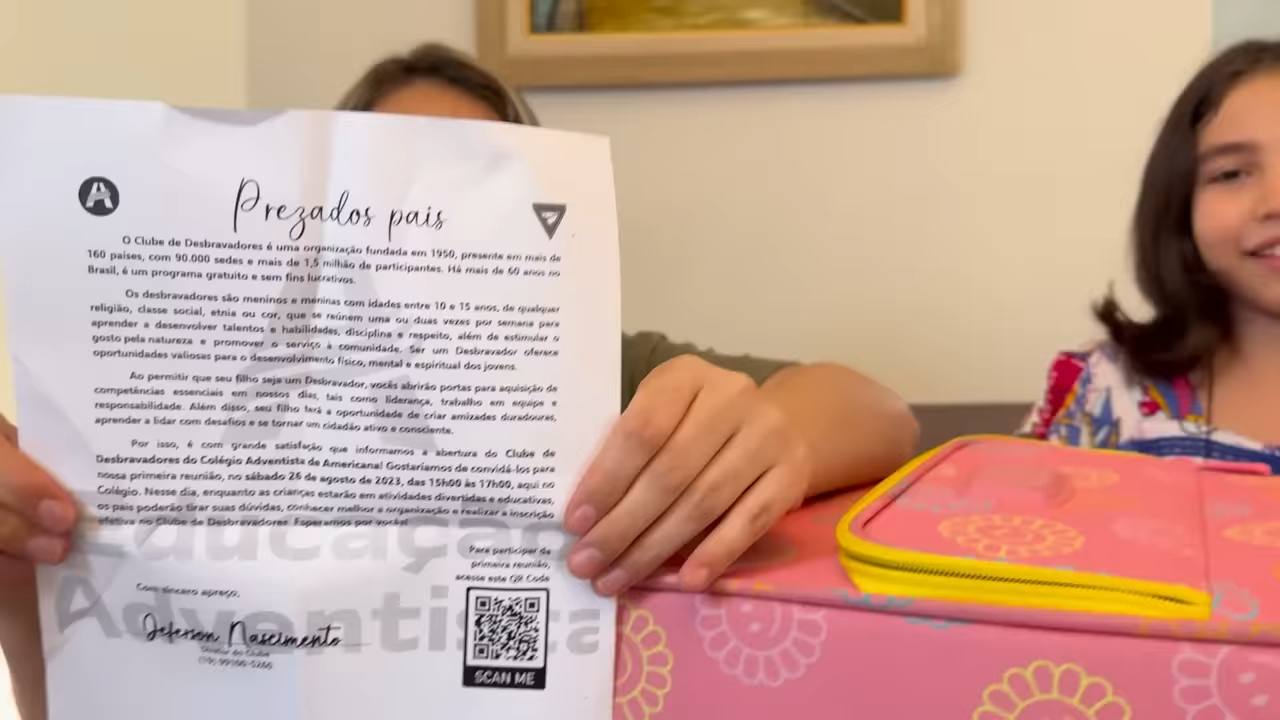 Prezados pais
O Clube de Desbravadores é uma organização fundada em 1950, presente em mais de
160 países, com 90.000 sedes e mais de 1,5 milhão de participantes. Há mais de 60 anos no
Brasil, é um programa gratuito e sem fins lucrativos.
Os desbravadores são meninos e meninas com idades entre 10 e 15 anos, de qualquer
religião, classe social, etnia ou cor, que se reúnem uma ou duas vezes por semana para
aprender a desenvolver talentos e habilidades, disciplina e respeito, além de estimular o
gosto pela natureza e promover o serviço à comunidade. Ser um Desbravador oferece
oportunidades valiosas para o desenvolvimento físico, mental e espiritual dos jovens.
Ao permitir que seu filho seja um Desbravador, vocês abrirão portas para aquisição de
competências essenciais em nossos dias, tais como liderança, trabalho em equipe e
responsabilidade. Além disso, seu filho terá a oportunidade de criar amizades duradouras,
aprender a lidar com desafios e se tornar um cidadão ativo e consciente.
Por isso, é com grande satisfação que informamos a abertura do Clube de
Desbravadores do Colégio Adventista de Americana! Gostaríamos de convidá-los para
nossa primeira reunião, no sábado 26 de agosto de 2023, das 15h00 às 17h00, aqui no
Colégio. Nesse dia, enquanto as crianças estarão em atividades divertidas e educativas,
os pais poderão tirar suas dúvidas, conhecer melhor a organização e realizar a inscrição
efetiva no Clube de Desbravadores. Esperamos por vocês!
Educação
Adventista
Para participar da
primeira reunião,
acesse este QR Code
Com sincero apreço,
Jeferson Nascimento
Diretor do Clube
SCAN ME